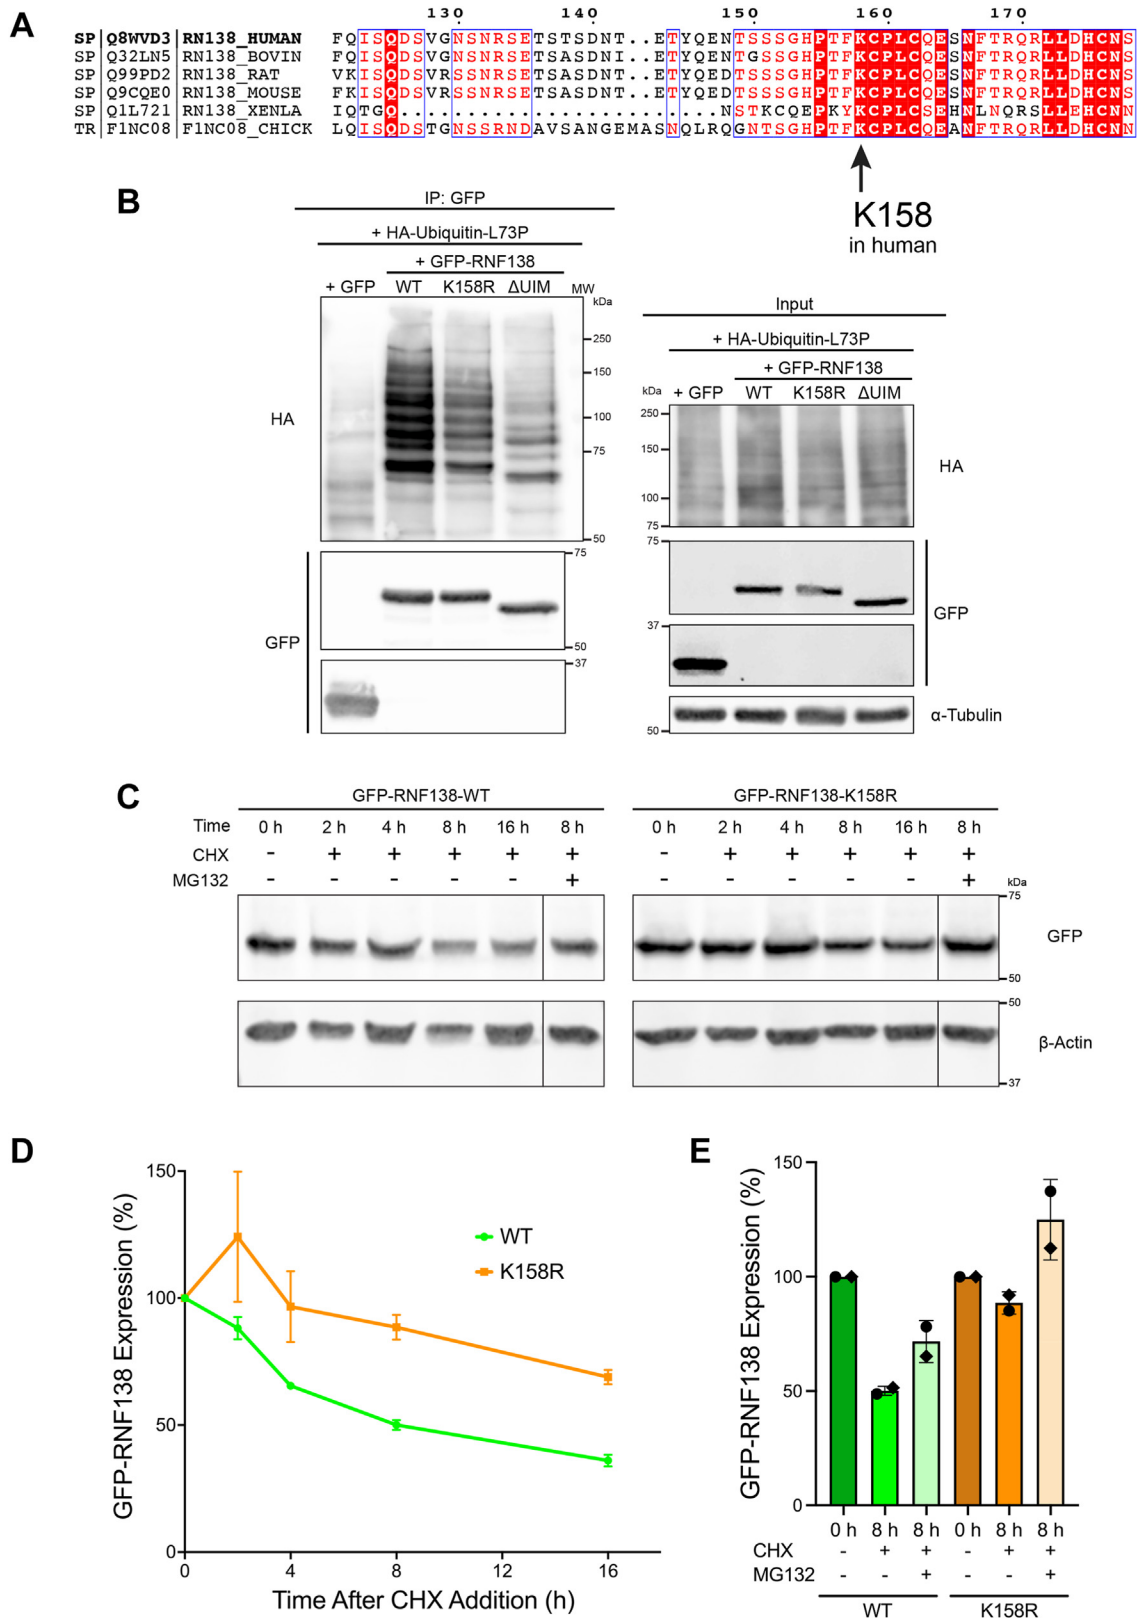 A
130 140 150 160 170
SP|Q8WVD3|RN138_HUMAN FQISQDSVGNSNRSETSTSDNT..ETYQENTSSSGHPTFKCPLCQESNFTRQRLLDHCNS
SP|Q32LN5|RN138_BOVIN FQISQDSVGNSNRSETSASDNI..ETYQENTGSSGHPTFKCPLCQESNFTRQRLLDHCNS
SP|Q99PD2|RN138_RAT VKISQDSVRSSNRSETSASDNT..ETYQEDTSSSGHPTFKCPLCQESNFTRQRLLDHCNS
SP|Q9CQE0|RN138_MOUSE FKISQDSVRNSNRSETSASDNT..ETYQEDTSSSGHPTFKCPLCQESNFTRQRLLDHCNS
SP|Q1L721|RN138_XENLA IQTGQ........................NSTKCQEPKYKCPLCSEHNLNQRSLLEHCNN
TR|F1NC08|F1NC08_CHICK LQISQDSTGNSSRNDAVSANGEMASNQLRQGNTSGHPTFKCPLCQEANFTRQRLLDHCNN
K158
in human
B
IP: GFP
+ HA-Ubiquitin-L73P
+ GFP-RNF138
+ GFP WT K158R ΔUIM MW
kDa
250
150
HA
100
75
50
75
GFP
50
37
Input
+ HA-Ubiquitin-L73P
+ GFP-RNF138
kDa + GFP WT K158R ΔUIM
250
150
HA
100
75
75
GFP
37
α-Tubulin
50
C
GFP-RNF138-WT GFP-RNF138-K158R
Time 0 h 2 h 4 h 8 h 16 h 8 h 0 h 2 h 4 h 8 h 16 h 8 h
CHX - + + + + + - + + + + +
MG132 - - - - - + - - - - - + kDa
75
GFP
50
50
β-Actin
37
D
GFP-RNF138 Expression (%)
150
100
50
0
WT
K158R
0 4 8 12 16
Time After CHX Addition (h)
E
GFP-RNF138 Expression (%)
150
100
50
0
0 h 8 h 8 h 0 h 8 h 8 h
CHX - + + - + +
MG132 - - + - - +
WT K158R